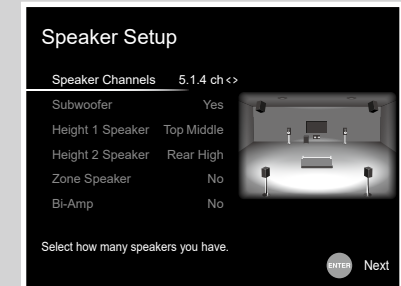 Speaker Setup
Speaker Channels 5.1.4 ch <>
Subwoofer Yes
Height 1 Speaker Top Middle
Height 2 Speaker Rear High
Zone Speaker No
Bi-Amp No
Select how many speakers you have.
ENTER Next